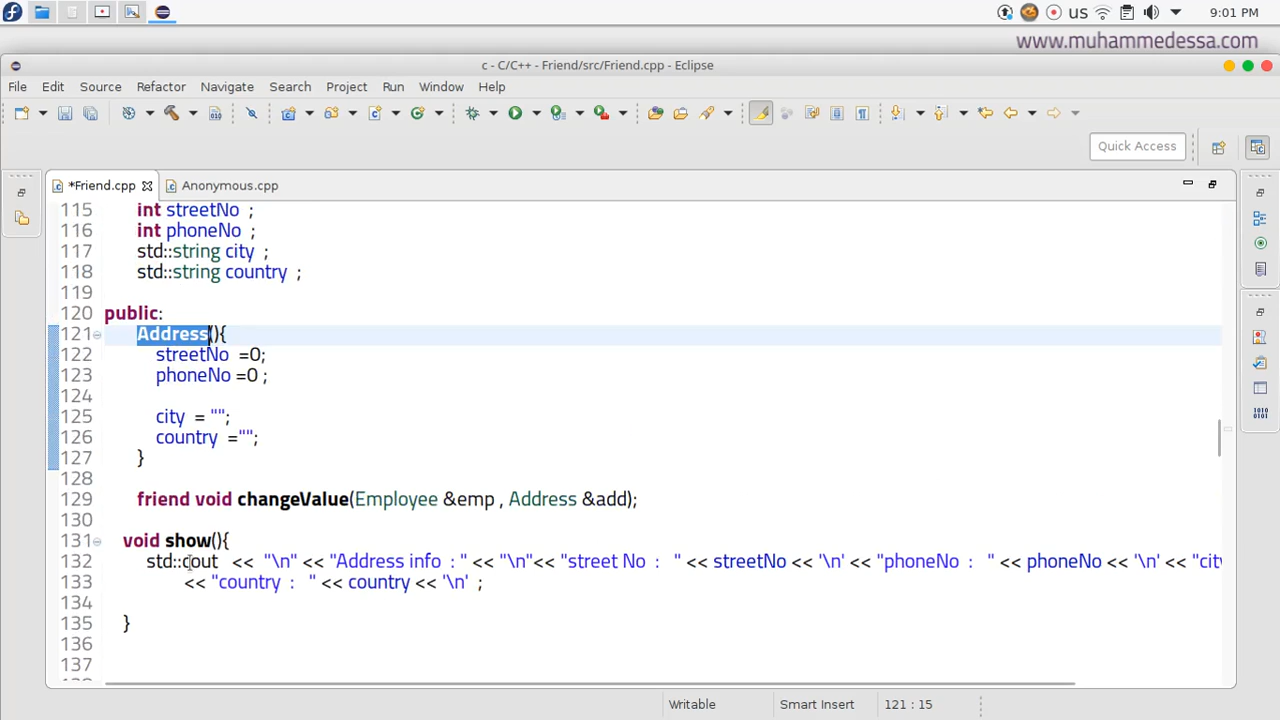 us
9:01 PM
www.muhammedessa.com
c - C/C++ - Friend/src/Friend.cpp - Eclipse
File Edit Source Refactor Navigate Search Project Run Window Help
Quick Access
*Friend.cpp Anonymous.cpp
115 int streetNo ;
116 int phoneNo ;
117 std::string city ;
118 std::string country ;
119
120 public:
121 Address(){
122 streetNo =0;
123 phoneNo =0 ;
124
125 city = "";
126 country ="";
127 }
128
129 friend void changeValue(Employee &emp , Address &add);
130
131 void show(){
132 std::cout << "\n" << "Address info : " << "\n"<< "street No : " << streetNo << '\n' << "phoneNo : " << phoneNo << '\n' << "city
133 << "country : " << country << '\n' ;
134
135 }
136
137
Writable Smart Insert 121 : 15